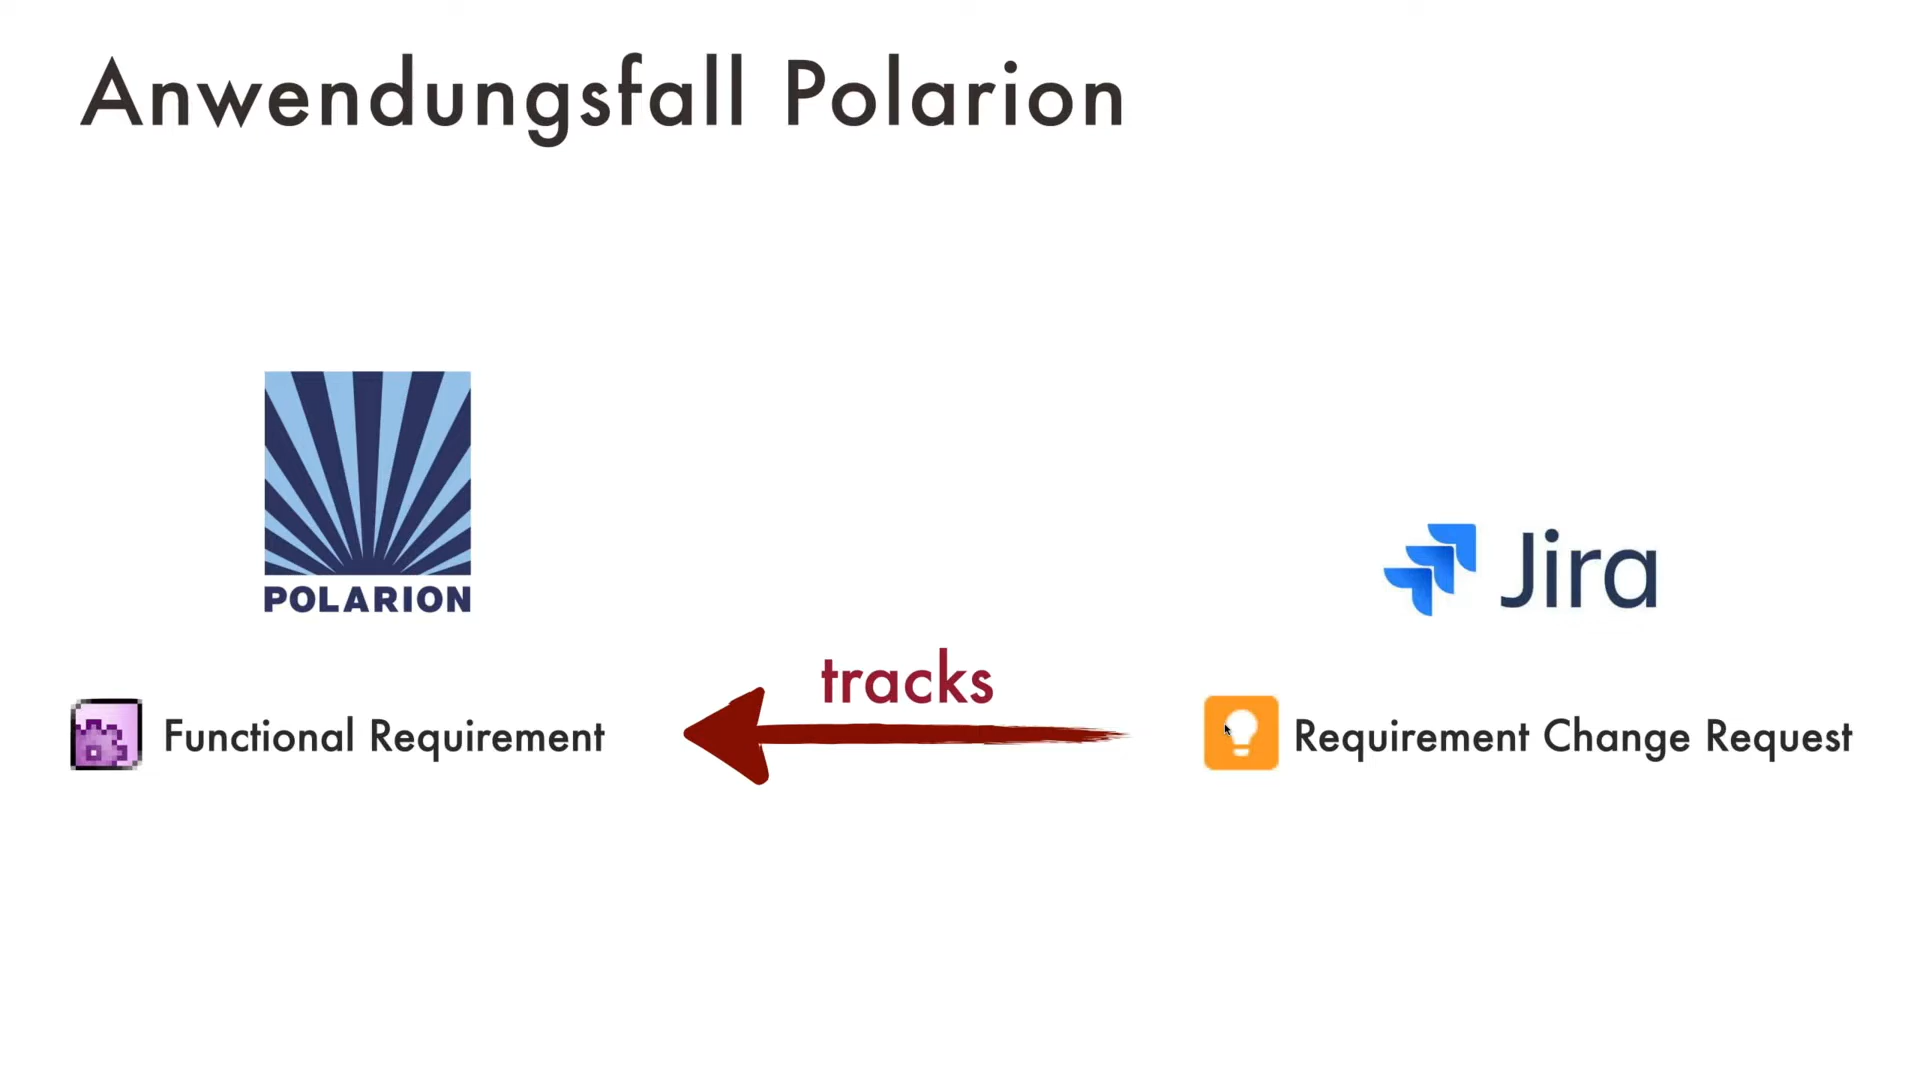 Anwendungsfall Polarion
POLARION
Jira
tracks
Functional Requirement
Requirement Change Request